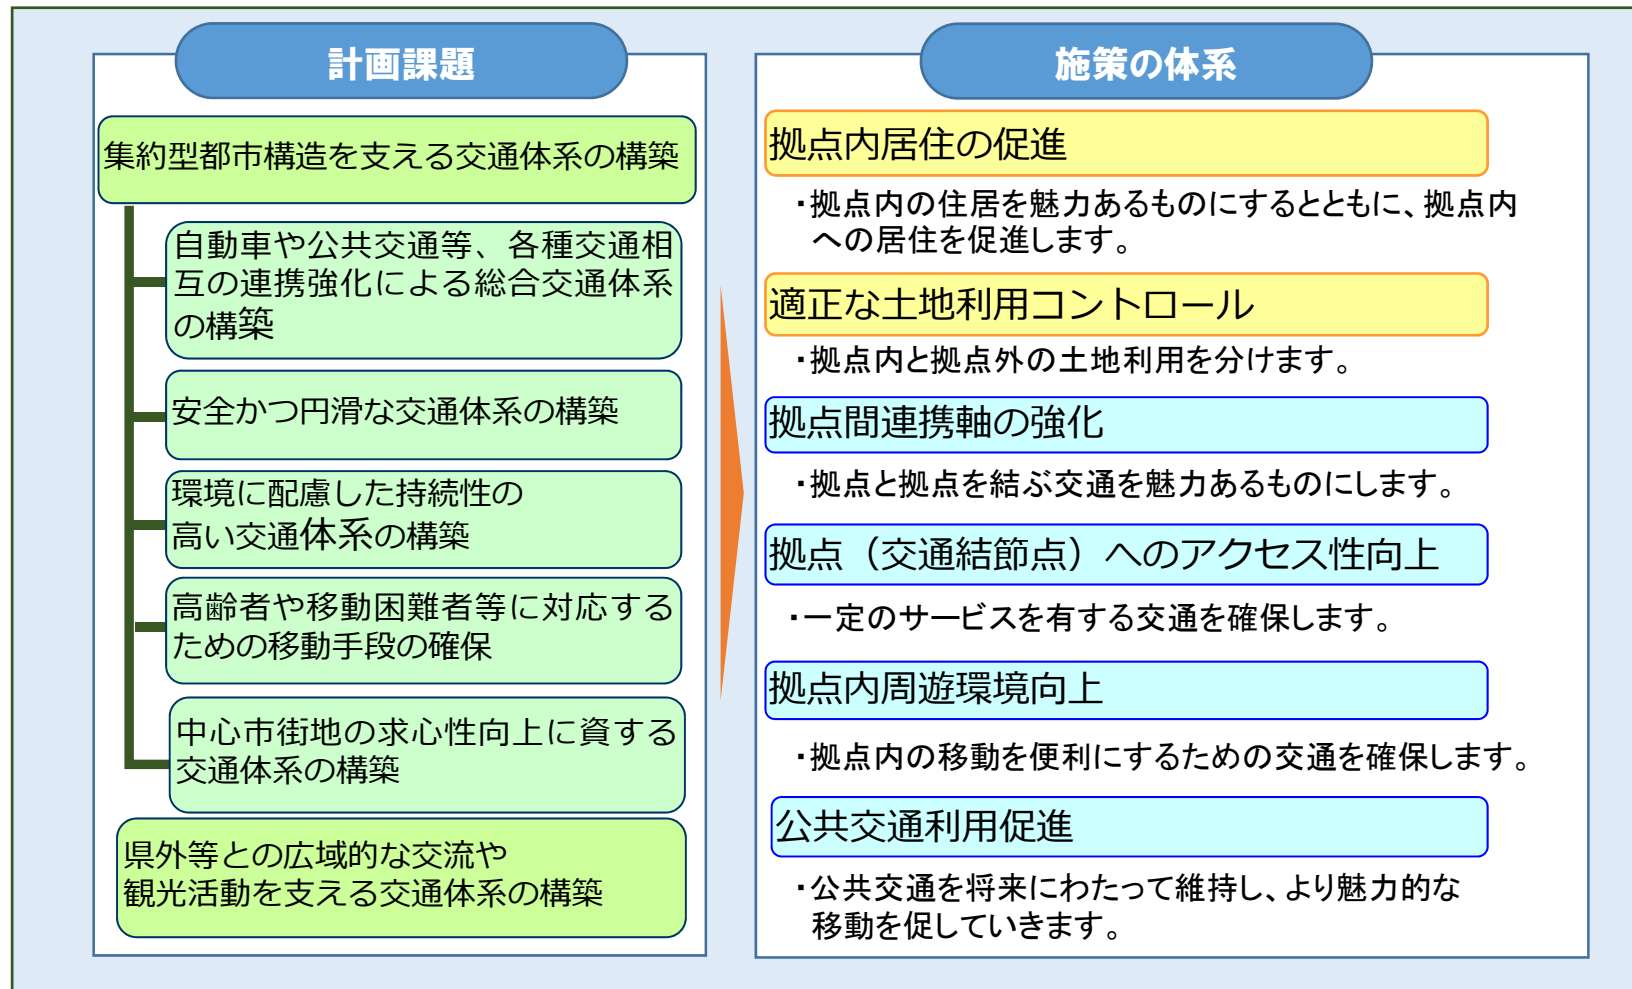 計画課題
集約型都市構造を支える交通体系の構築
自動車や公共交通等、各種交通相
互の連携強化による総合交通体系
の構築
安全かつ円滑な交通体系の構築
環境に配慮した持続性の
高い交通体系の構築
高齢者や移動困難者等に対応する
ための移動手段の確保
中心市街地の求心性向上に資する
交通体系の構築
県外等との広域的な交流や
観光活動を支える交通体系の構築
施策の体系
拠点内居住の促進
・拠点内の住居を魅力あるものにするとともに、拠点内
への居住を促進します。
適正な土地利用コントロール
・拠点内と拠点外の土地利用を分けます。
拠点間連携軸の強化
・拠点と拠点を結ぶ交通を魅力あるものにします。
拠点（交通結節点）へのアクセス性向上
・一定のサービスを有する交通を確保します。
拠点内周遊環境向上
・拠点内の移動を便利にするための交通を確保します。
公共交通利用促進
・公共交通を将来にわたって維持し、より魅力的な
移動を促していきます。